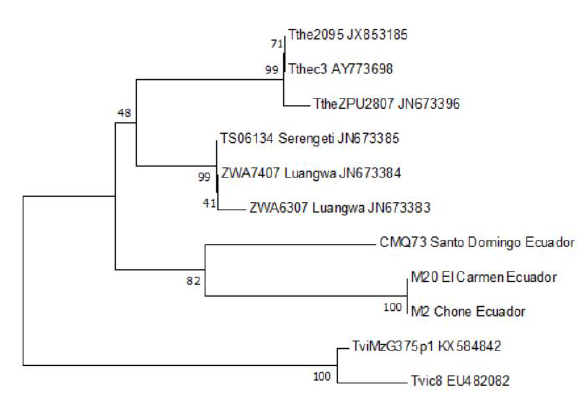 Tthe2095 JX853185
71
Tthec3 AY773698
99
TtheZPU2807 JN673396
48
TS06134 Serengeti JN673385
ZWA7407 Luangwa JN673384
99
41
ZWA6307 Luangwa JN673383
CMQ73 Santo Domingo Ecuador
82
M20 El Carmen Ecuador
100
M2 Chone Ecuador
TviMzG375p1 KX584842
100
Tvic8 EU482082